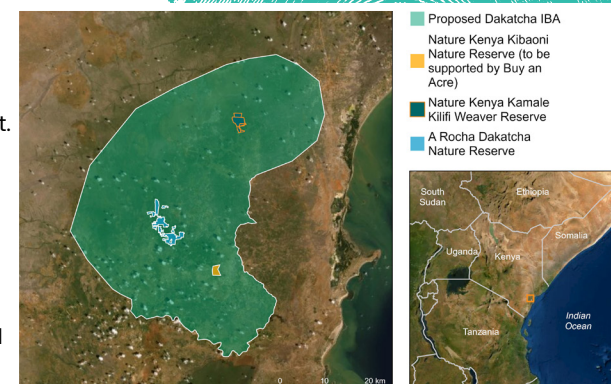 Proposed Dakatcha IBA
Nature Kenya Kibaoni
Nature Reserve (to be
supported by Buy an
Acre)
Nature Kenya Kamale
Kilifi Weaver Reserve
A Rocha Dakatcha
Nature Reserve
t.
South
Sudan
Ethiopia
Somalia
Uganda
Kenya
Tanzania
Indian
Ocean
0 10 20 km